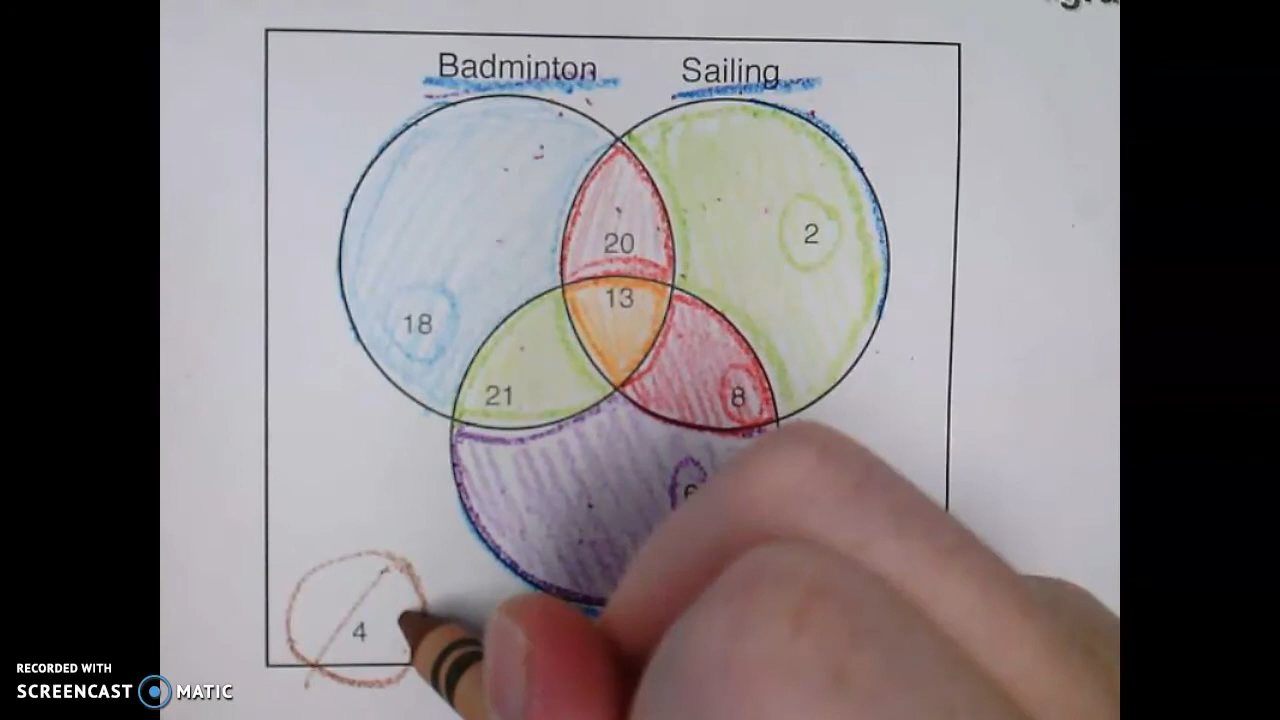 Badminton Sailing
2
20
13
18
21
8
4
RECORDED WITH
SCREENCAST MATIC